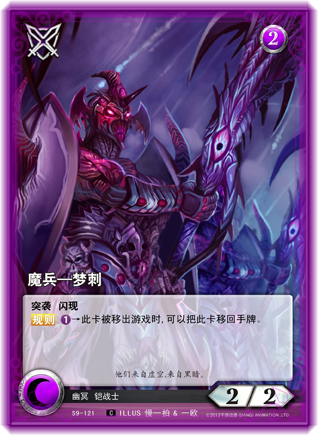 2
魔兵—梦刺
突袭 闪现
规则 1→此卡被移出游戏时,可以把此卡移回手牌。
他们来自虚空,来自黑暗。
幽冥 铠战士
2/2
S9-121 C ILLUS 慢一拍 & 一欧